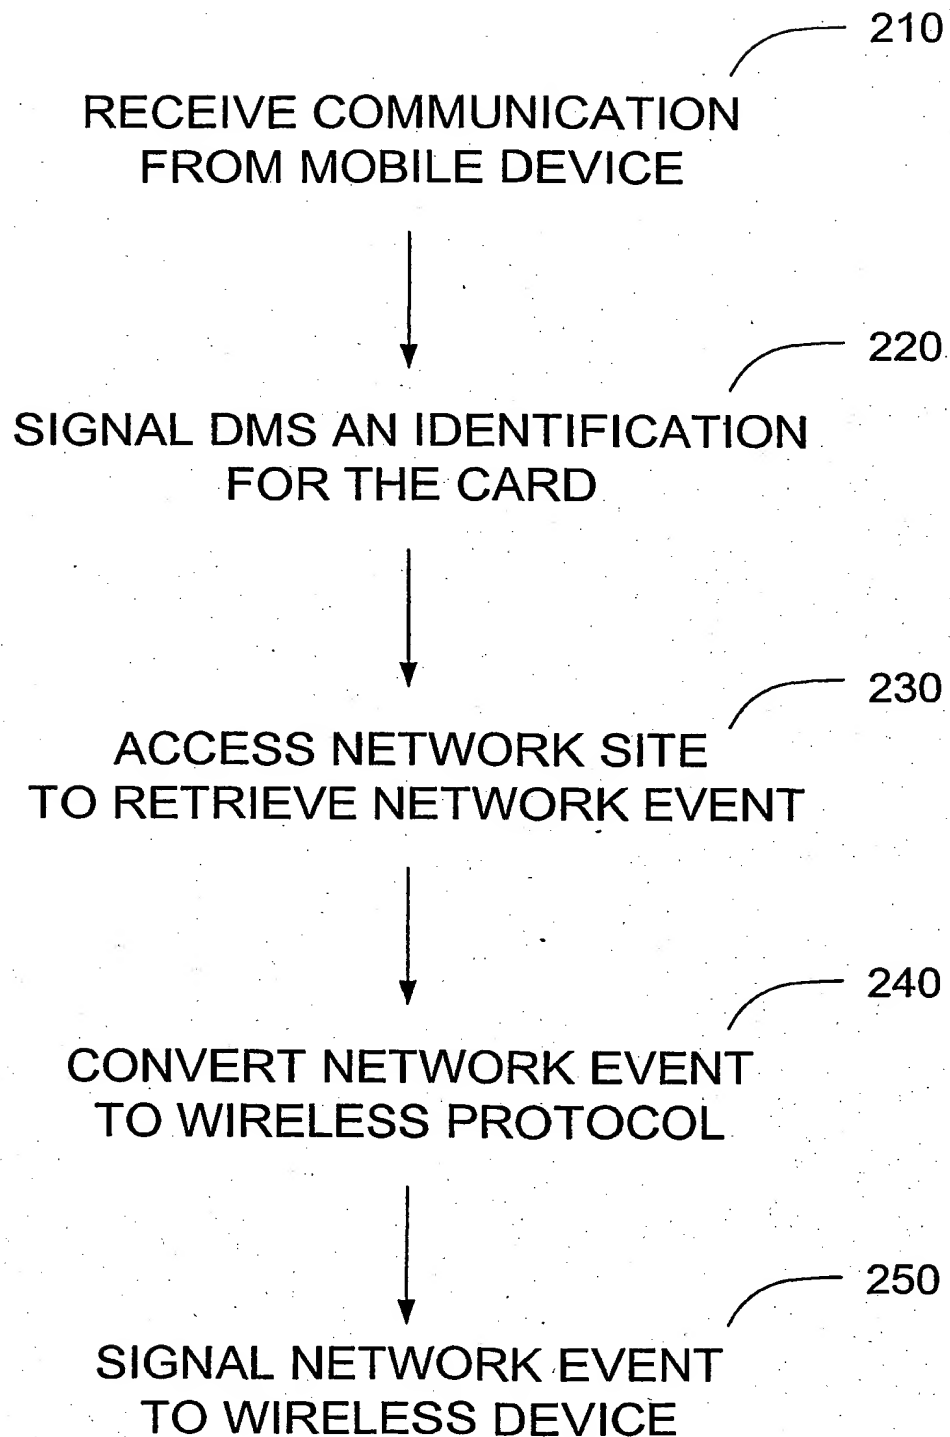 210
RECEIVE COMMUNICATION
FROM MOBILE DEVICE
220
SIGNAL DMS AN IDENTIFICATION
FOR THE CARD
230
ACCESS NETWORK SITE
TO RETRIEVE NETWORK EVENT
240
CONVERT NETWORK EVENT
TO WIRELESS PROTOCOL
250
SIGNAL NETWORK EVENT
TO WIRELESS DEVICE